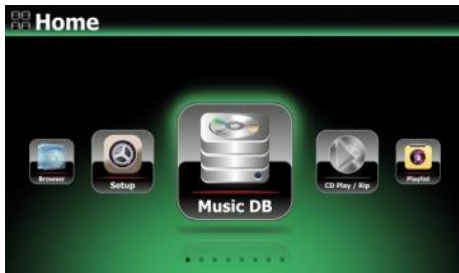 Home
Browser
Setup
Music DB
CD Play / Rip
Playlist